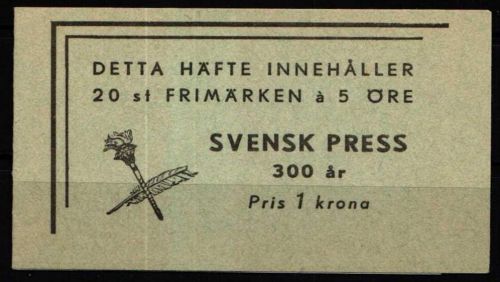 DETTA HÄFTE INNEHÅLLER
20 st FRIMÄRKEN à 5 ÖRE
SVENSK PRESS
300 år
Pris 1 krona